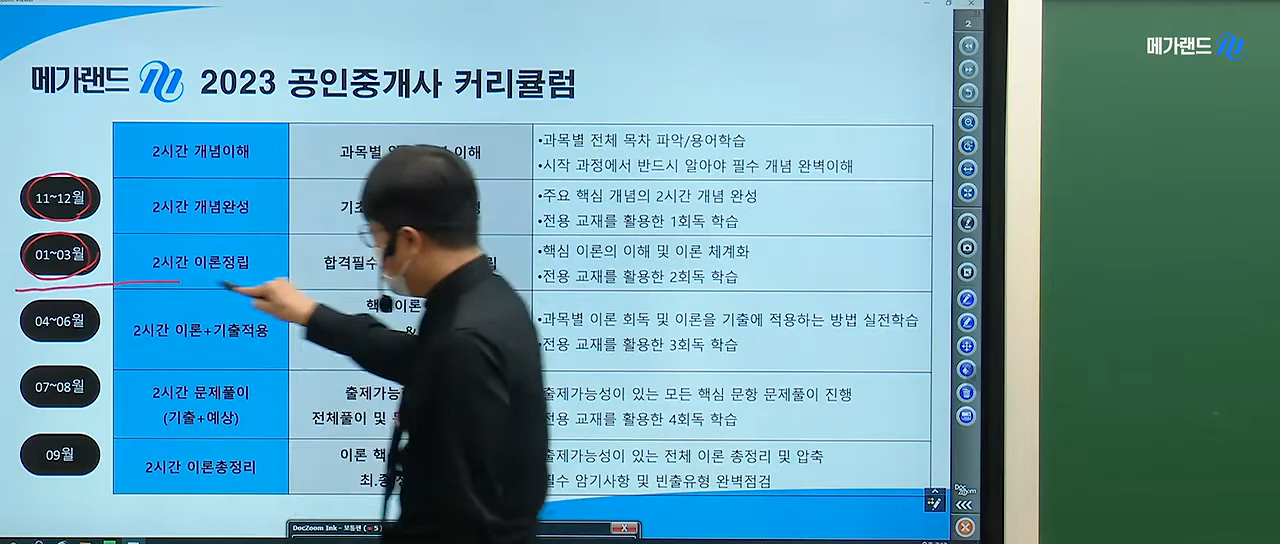 메가랜드
메가랜드 2023 공인중개사 커리큘럼
2시간 개념이해
과목별 이해
•과목별 전체 목차 파악/용어학습
•시작 과정에서 반드시 알아야 필수 개념 완벽이해
11~12월
2시간 개념완성
•주요 핵심 개념의 2시간 개념 완성
•전용 교재를 활용한 1회독 학습
01~03월
2시간 이론정립
합격필수
•핵심 이론의 이해 및 이론 체계화
•전용 교재를 활용한 2회독 학습
04~06월
2시간 이론+기출적용
이론
&
•과목별 이론 회독 및 이론을 기출에 적용하는 방법 실전학습
•전용 교재를 활용한 3회독 학습
07~08월
2시간 문제풀이
(기출+예상)
전체풀이 및
출제가능성이 있는 모든 핵심 문항 문제풀이 진행
전용 교재를 활용한 4회독 학습
09월
2시간 이론총정리
이론
출제가능성이 있는 전체 이론 총정리 및 압축
필수 암기사항 및 빈출유형 완벽점검
DocZoom Ink - 보통펜 ( 5 )
DocZoom
2